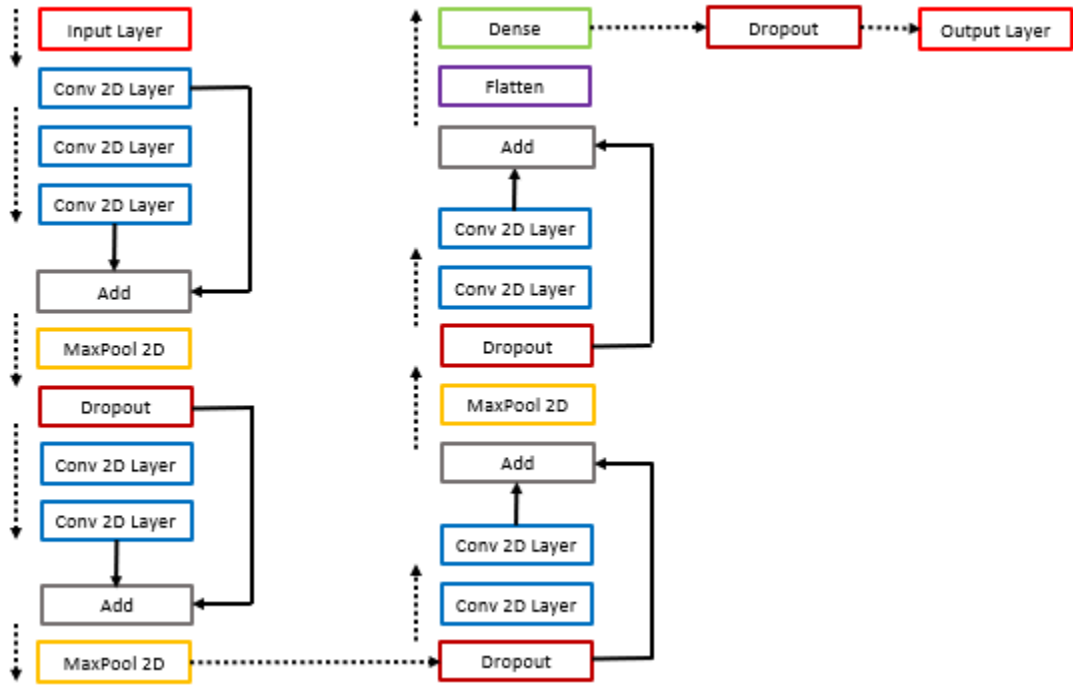 Input Layer
Conv 2D Layer
Conv 2D Layer
Conv 2D Layer
Add
MaxPool 2D
Dropout
Conv 2D Layer
Conv 2D Layer
Add
MaxPool 2D
Dropout
Conv 2D Layer
Conv 2D Layer
Add
MaxPool 2D
Dropout
Conv 2D Layer
Conv 2D Layer
Add
Flatten
Dense
Dropout
Output Layer